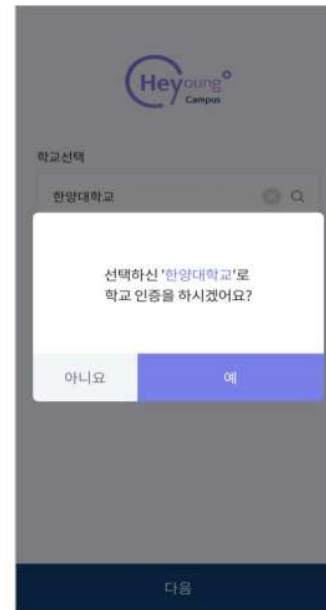 Heyoung
Campus
학교선택
한양대학교
선택하신 '한양대학교'로
학교 인증을 하시겠어요?
아니요
예
다음